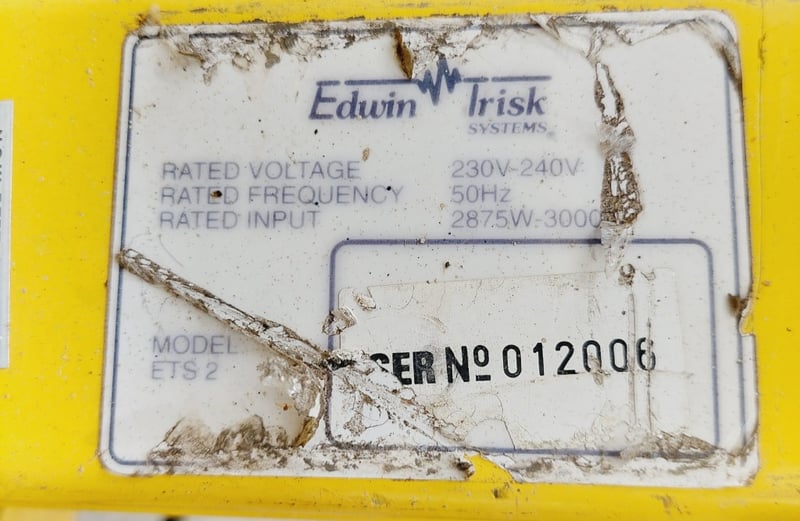 Edwin Irisk
SYSTEMS
RATED VOLTAGE 230V-240V
RATED FREQUENCY 50Hz
RATED INPUT 2875W-3000
MODEL
ETS 2
SER Nº 012006